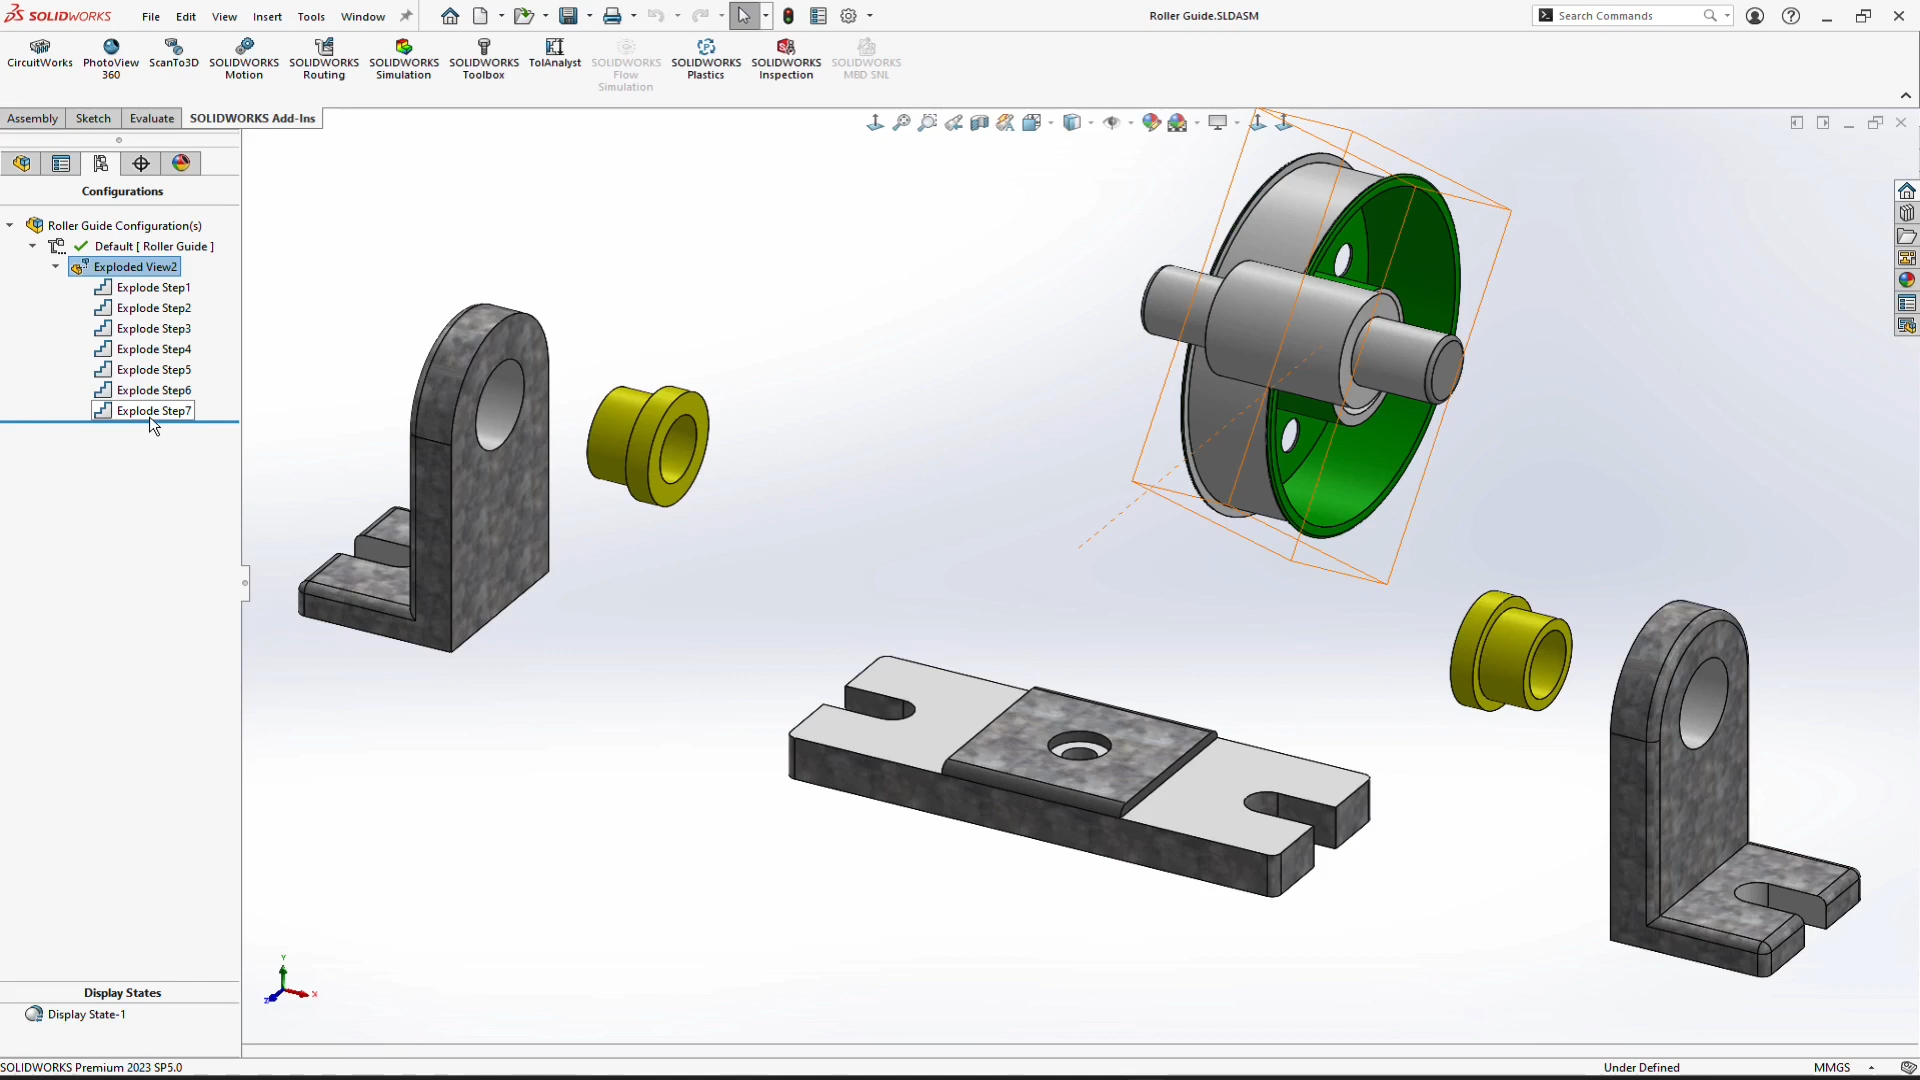 SOLIDWORKS File Edit View Insert Tools Window Roller Guide.SLDASM Search Commands
CircuitWorks
PhotoView
360
ScanTo3D
SOLIDWORKS
Motion
SOLIDWORKS
Routing
SOLIDWORKS
Simulation
SOLIDWORKS
Toolbox
TolAnalyst
SOLIDWORKS
Flow
Simulation
SOLIDWORKS
Plastics
SOLIDWORKS
Inspection
SOLIDWORKS
MBD SNL
Assembly Sketch Evaluate SOLIDWORKS Add-Ins
Configurations
Roller Guide Configuration(s)
Default [ Roller Guide ]
Exploded View2
Explode Step1
Explode Step2
Explode Step3
Explode Step4
Explode Step5
Explode Step6
Explode Step7
Y
Z X
Display States
Display State-1
SOLIDWORKS Premium 2023 SP5.0 Under Defined MMGS